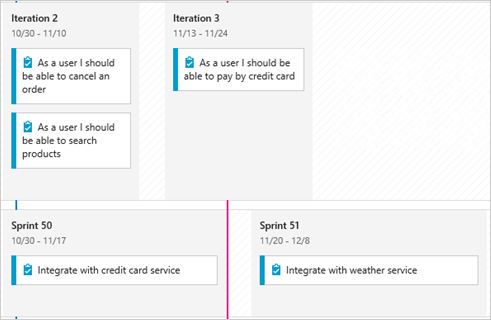 Iteration 2
10/30 - 11/10
As a user I should
be able to cancel an
order
As a user I should
be able to search
products
Iteration 3
11/13 - 11/24
As a user I should be
able to pay by credit card
Sprint 50
10/30 - 11/17
Integrate with credit card service
Sprint 51
11/20 - 12/8
Integrate with weather service